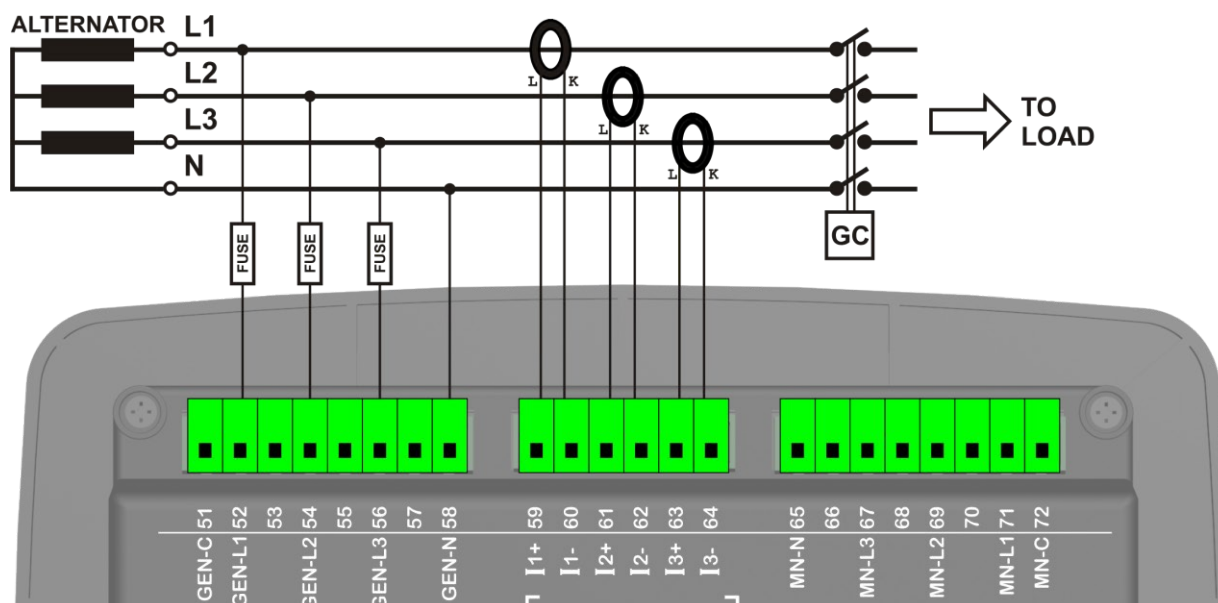 ALTERNATOR L1
L2
L3
N
L K
L K
L K
TO
LOAD
FUSE
FUSE
FUSE
GC
GEN-C 51
GEN-L1 52
53
GEN-L2 54
55
GEN-L3 56
57
GEN-N 58
I1+ 59
I1- 60
I2+ 61
I2- 62
I3+ 63
I3- 64
MN-N 65
66
MN-L3 67
68
MN-L2 69
70
MN-L1 71
MN-C 72